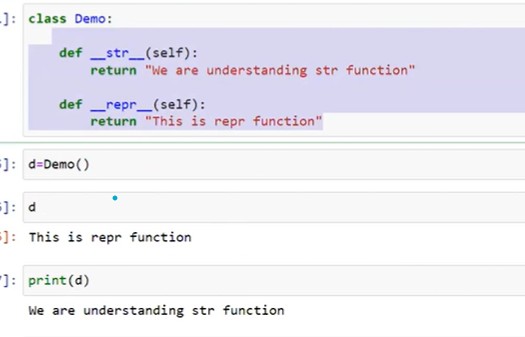 ]: class Demo:
def __str__(self):
return "We are understanding str function"
def __repr__(self):
return "This is repr function"
]: d=Demo()
]: d
]: This is repr function
]: print(d)
We are understanding str function